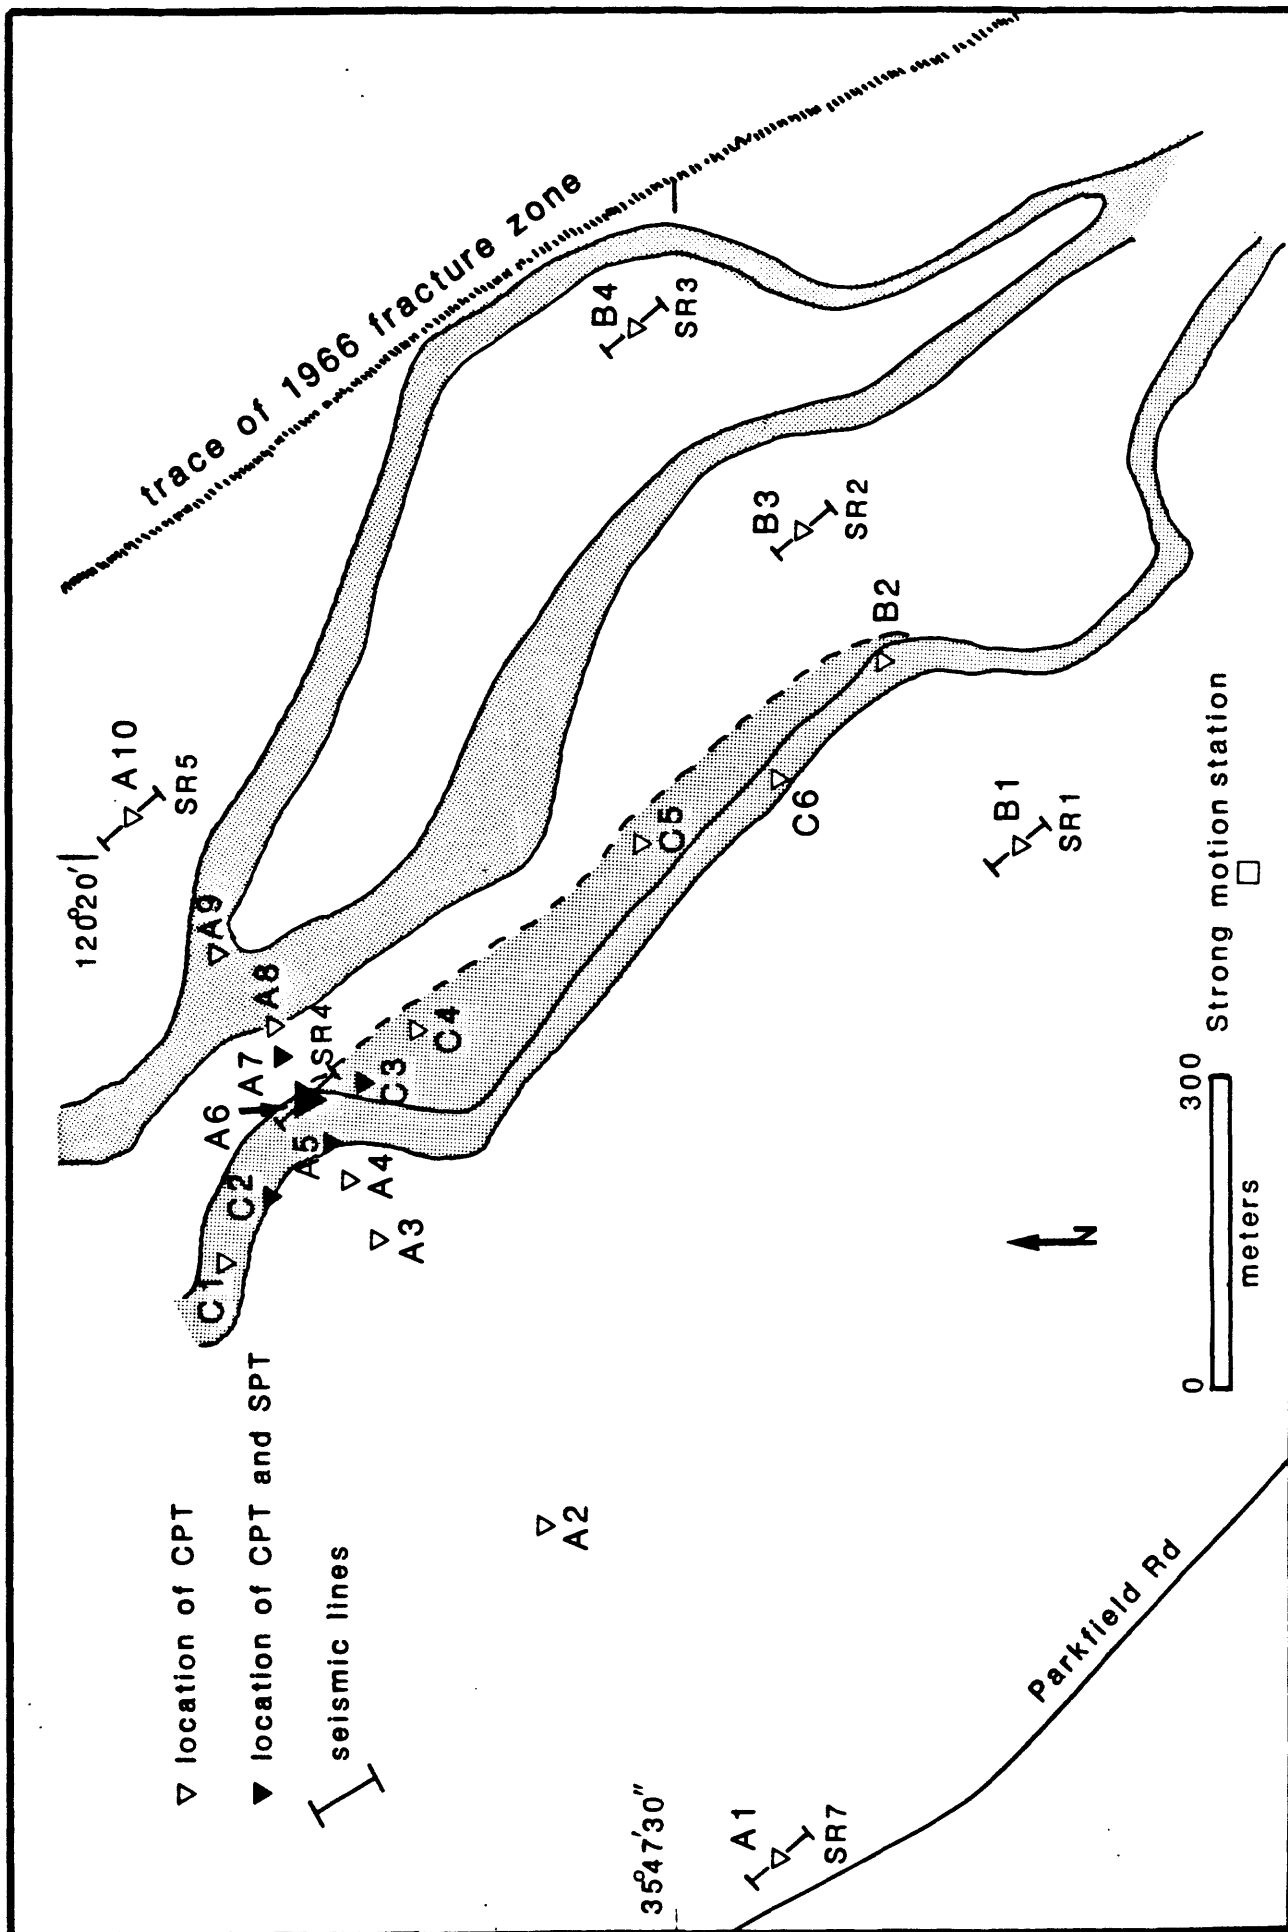 ▽ location of CPT
▼ location of CPT and SPT
seismic lines
120°20'
trace of 1966 fracture zone
A10
SR5
A9
A8
A7
SR4
A6
A5
A4
A3
C1
C2
C3
C4
C5
C6
B4
SR3
B3
SR2
B2
B1
SR1
A2
35°47'30"
A1
SR7
Parkfield Rd
N
0
300
meters
Strong motion station